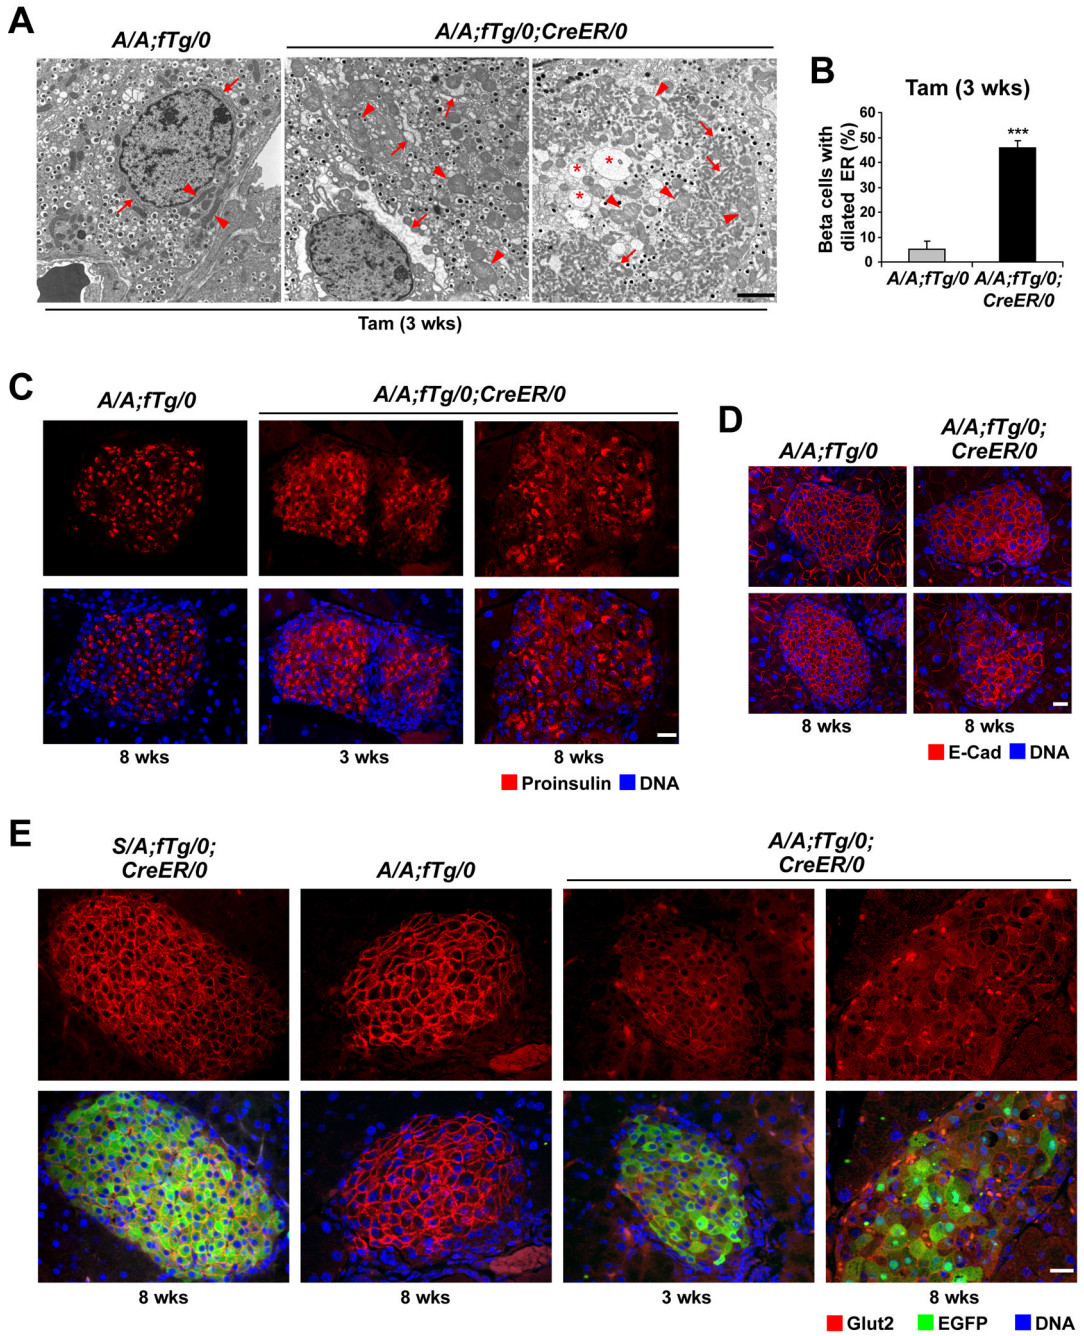 A
A/A;fTg/0
A/A;fTg/0;CreER/0
*
*
*
Tam (3 wks)
B
Tam (3 wks)
Beta cells with
dilated ER (%)
60
50
40
30
20
10
0
***
A/A;fTg/0
A/A;fTg/0;
CreER/0
C
A/A;fTg/0
A/A;fTg/0;CreER/0
8 wks
3 wks
8 wks
Proinsulin
DNA
D
A/A;fTg/0
A/A;fTg/0;
CreER/0
8 wks
8 wks
E-Cad
DNA
E
S/A;fTg/0;
CreER/0
A/A;fTg/0
A/A;fTg/0;
CreER/0
8 wks
8 wks
3 wks
8 wks
Glut2
EGFP
DNA